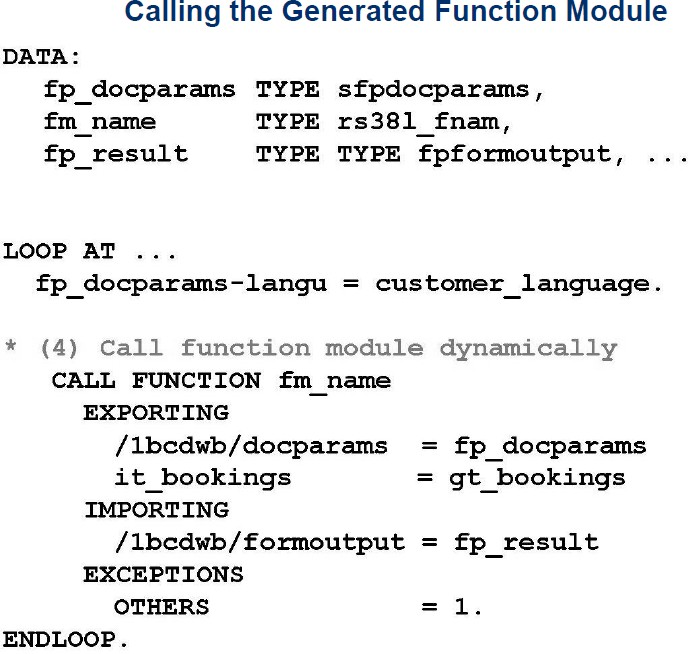 Calling the Generated Function Module
DATA:
fp_docparams TYPE sfpdocparams,
fm_name TYPE rs38l_fnam,
fp_result TYPE TYPE fpformoutput, ...
LOOP AT ...
fp_docparams-langu = customer_language.
* (4) Call function module dynamically
CALL FUNCTION fm_name
EXPORTING
/1bcdwb/docparams = fp_docparams
it_bookings = gt_bookings
IMPORTING
/1bcdwb/formoutput = fp_result
EXCEPTIONS
OTHERS = 1.
ENDLOOP.